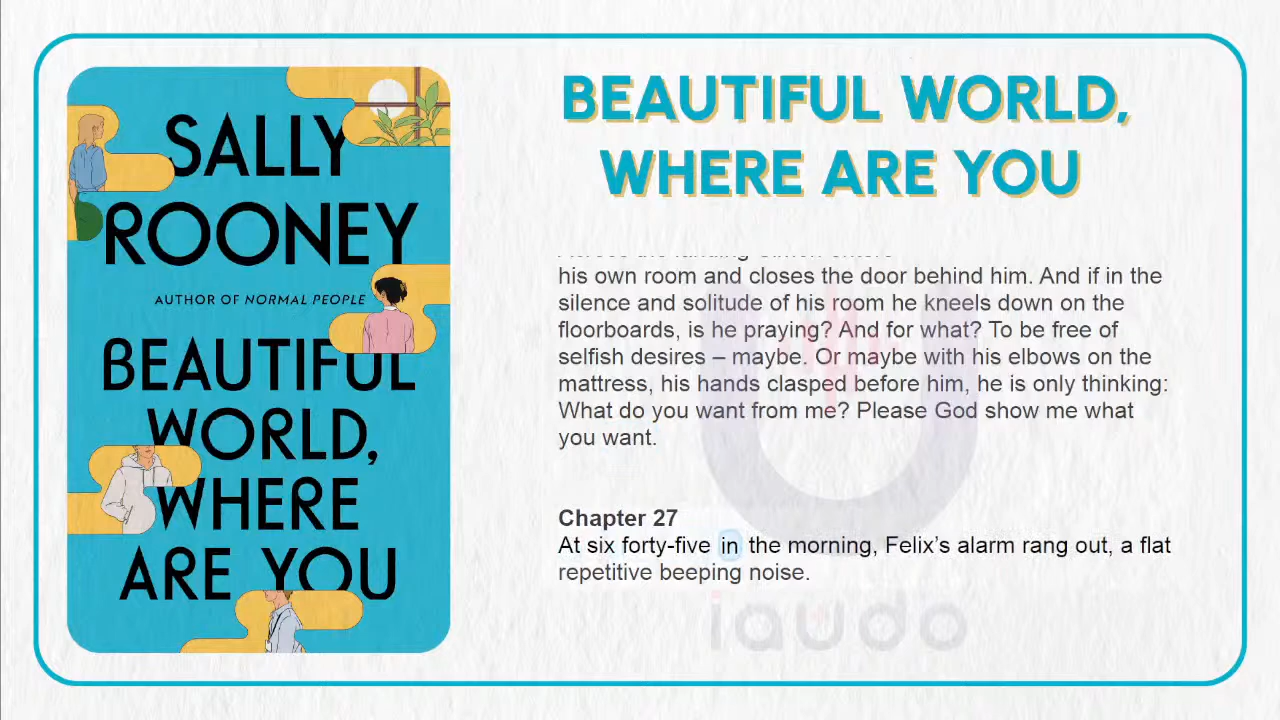 SALLY
ROONEY
AUTHOR OF NORMAL PEOPLE
BEAUTIFUL
WORLD,
WHERE
ARE YOU
BEAUTIFUL WORLD,
WHERE ARE YOU
his own room and closes the door behind him. And if in the
silence and solitude of his room he kneels down on the
floorboards, is he praying? And for what? To be free of
selfish desires – maybe. Or maybe with his elbows on the
mattress, his hands clasped before him, he is only thinking:
What do you want from me? Please God show me what
you want.
Chapter 27
At six forty-five in the morning, Felix’s alarm rang out, a flat
repetitive beeping noise.
iaudo